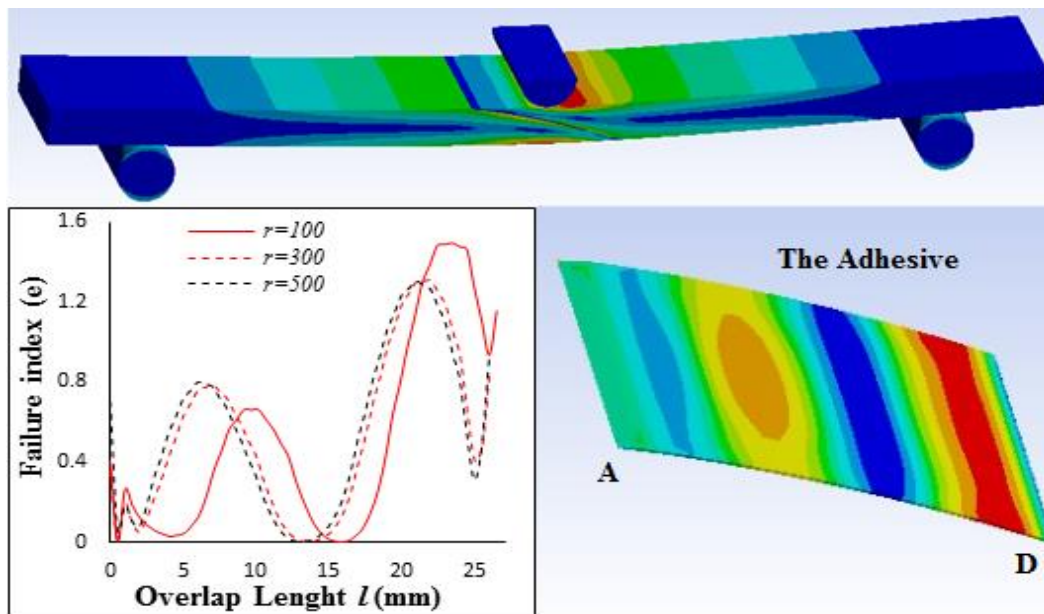 1.6
1.2
0.8
0.4
0
r=100
r=300
r=500
Failure index (e)
0 5 10 15 20 25
Overlap Lenght l (mm)
The Adhesive
A
D